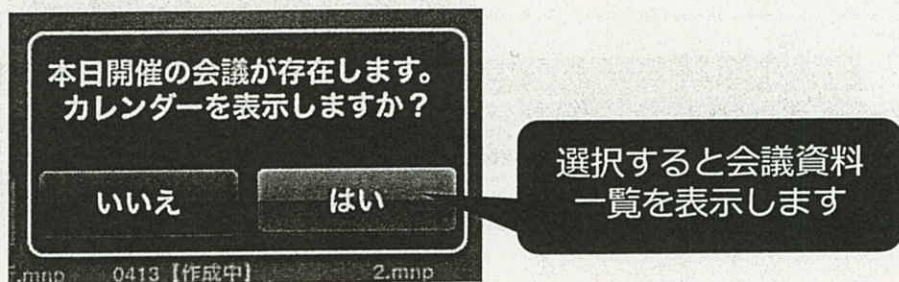 本日開催の会議が存在します。
カレンダーを表示しますか？
いいえ
はい
選択すると会議資料
一覧を表示します
.mnp
0413【作成中】
2.mnp